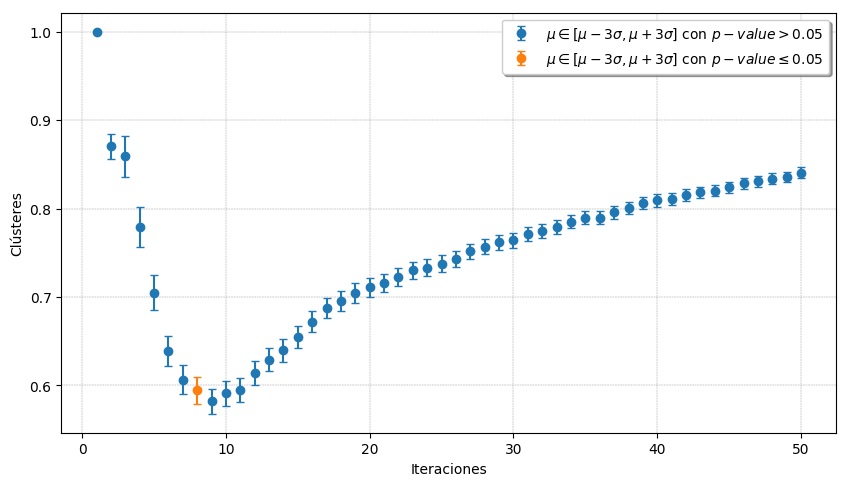 μ ∈ [μ − 3σ, μ + 3σ] con p − value > 0.05
μ ∈ [μ − 3σ, μ + 3σ] con p − value ≤ 0.05
1.0
0.9
0.8
0.7
0.6
Clústeres
0 10 20 30 40 50
Iteraciones